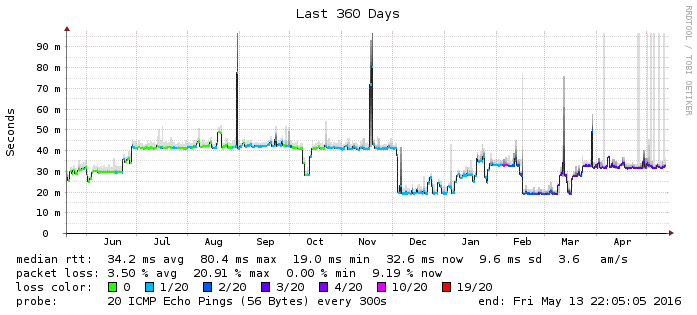 Last 360 Days
RRDTOOL / TOBI OETIKER
Seconds
90 m
80 m
70 m
60 m
50 m
40 m
30 m
20 m
10 m
0
Jun Jul Aug Sep Oct Nov Dec Jan Feb Mar Apr
median rtt: 34.2 ms avg 80.4 ms max 19.0 ms min 32.6 ms now 9.6 ms sd 3.6 am/s
packet loss: 3.50 % avg 20.91 % max 0.00 % min 9.19 % now
loss color: 0 1/20 2/20 3/20 4/20 10/20 19/20
probe: 20 ICMP Echo Pings (56 Bytes) every 300s end: Fri May 13 22:05:05 2016